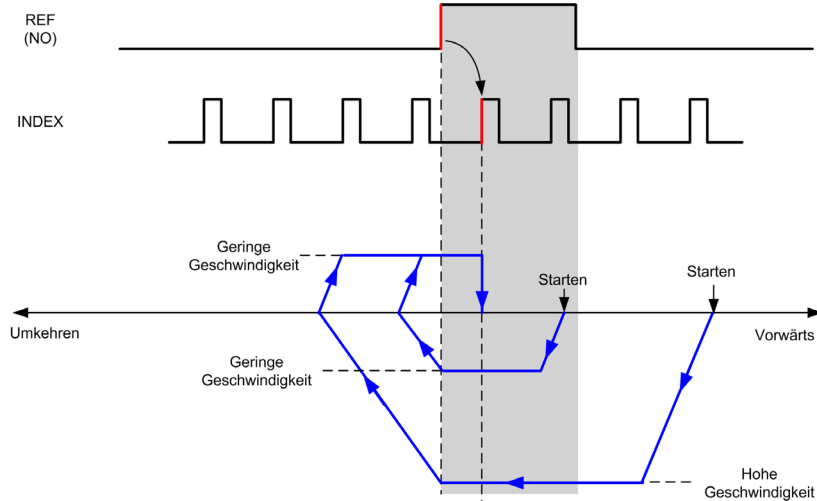 REF
(NO)
INDEX
Geringe
Geschwindigkeit
Starten
Starten
Umkehren
Vorwärts
Geringe
Geschwindigkeit
Hohe
Geschwindigkeit